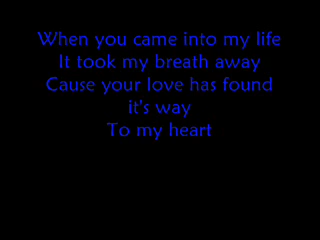 When you came into my life
It took my breath away
Cause your love has found
it's way
To my heart